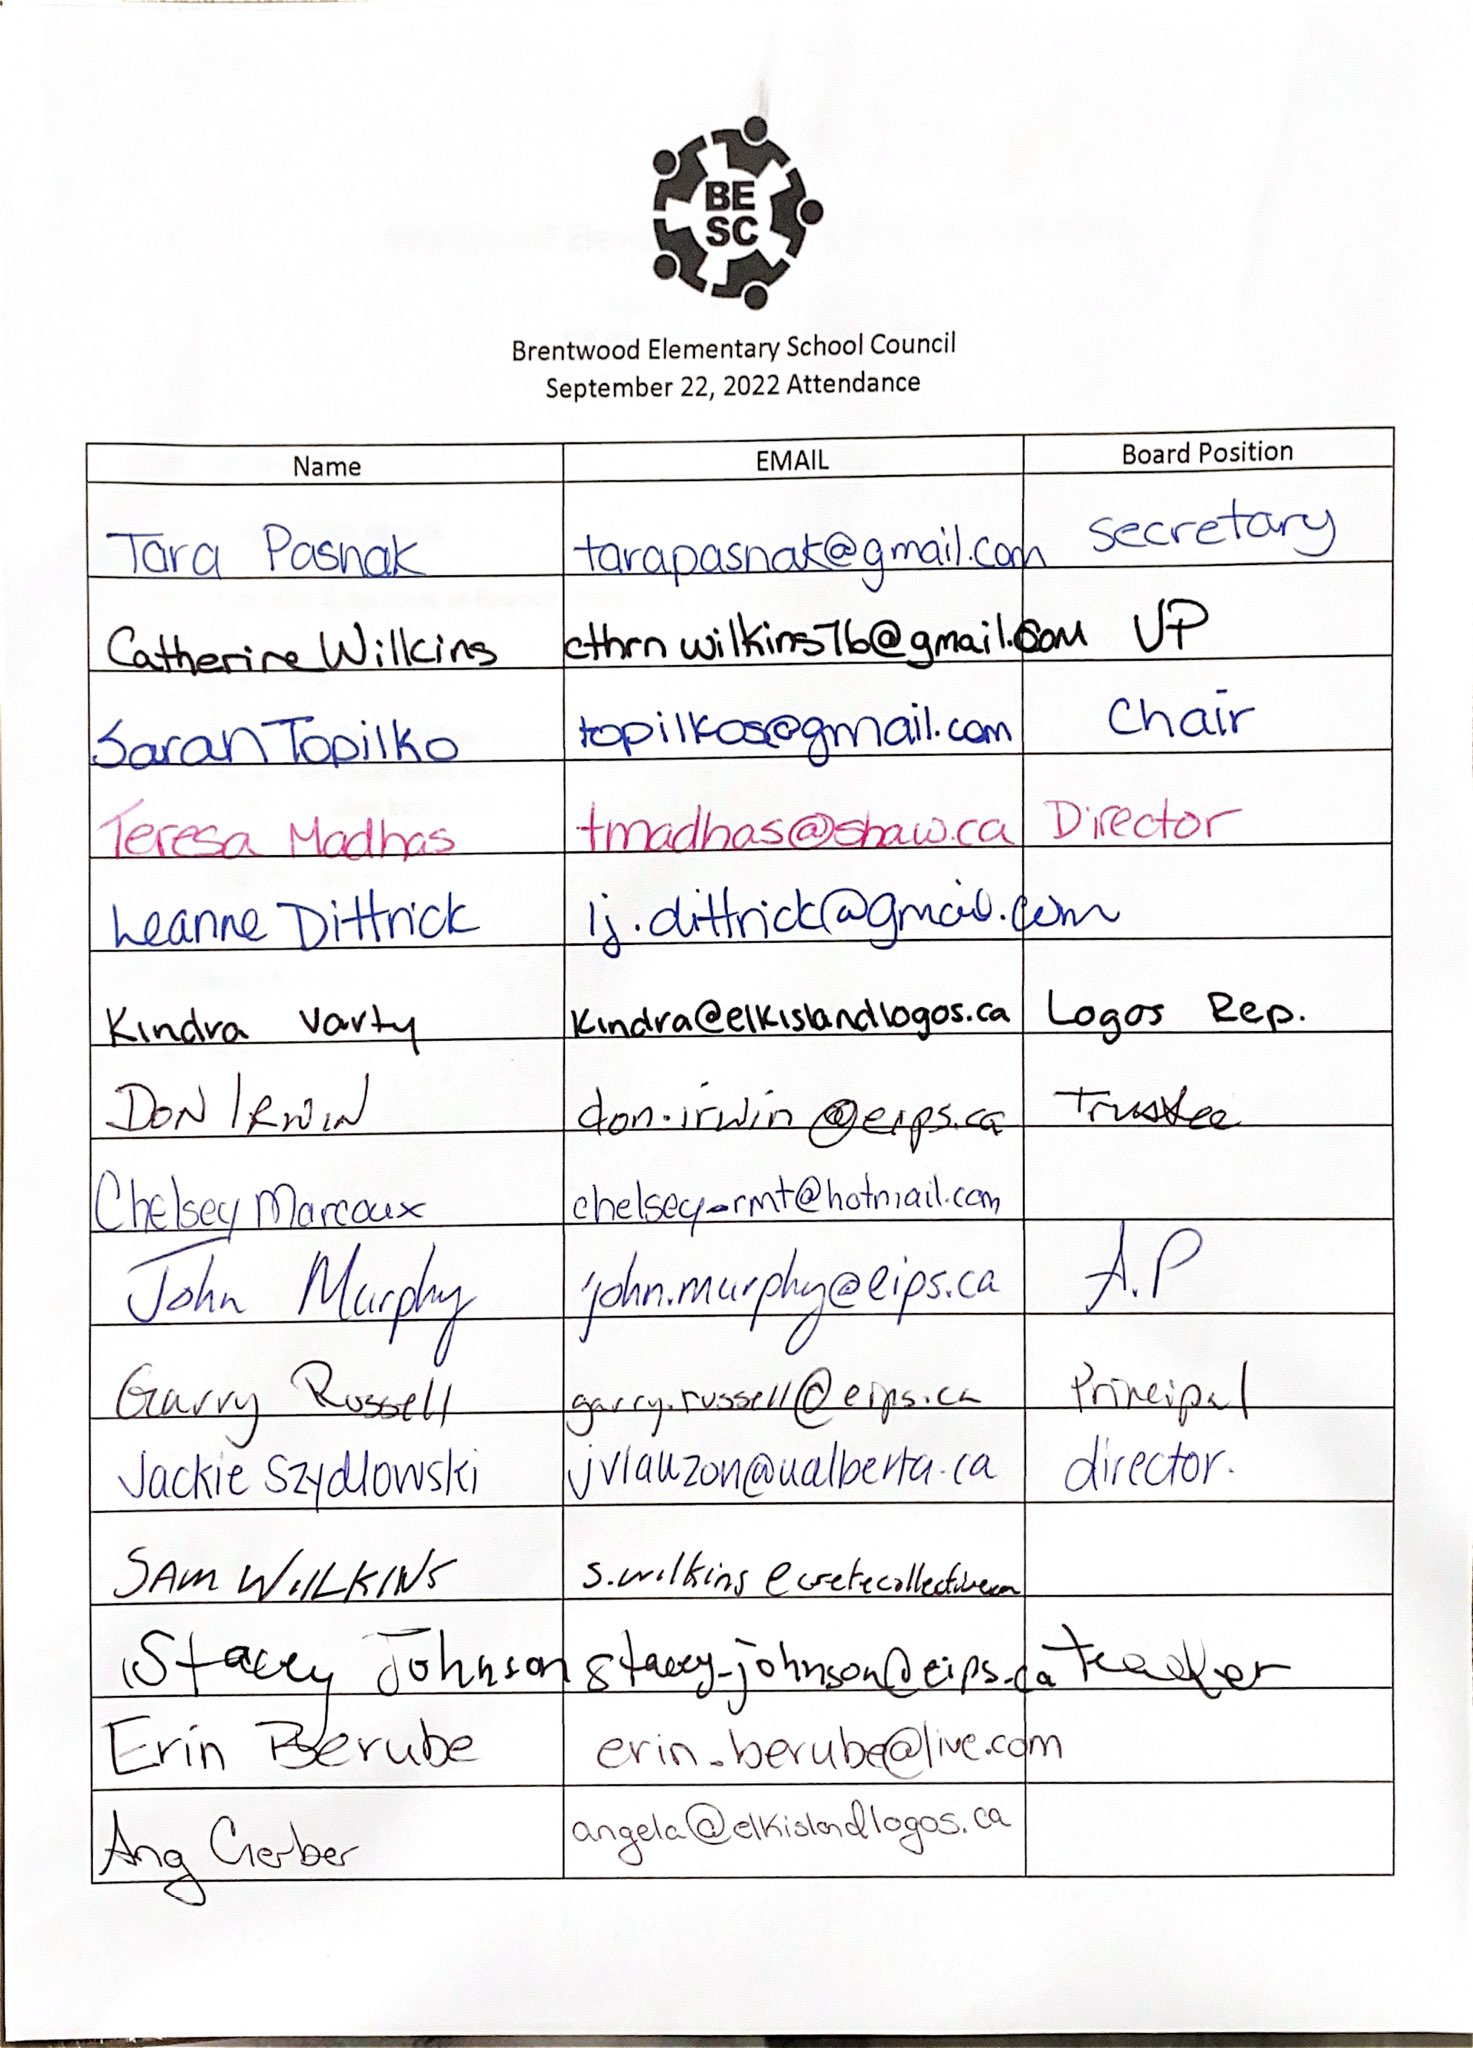 BE
SC
Brentwood Elementary School Council
September 22, 2022 Attendance
Name EMAIL Board Position
Tara Pasnak tarapasnak@gmail.com secretary
Catherine Wilkins cthrnwilkins76@gmail.com VP
Sarah Topilko topilkos@gmail.com Chair
Teresa Madhas tmadhas@shaw.ca Director
Leanne Dittrick lj.dittrick@gmail.com
Kindra Varty kindra@elkislandlogos.ca Logos Rep.
DON IRWIN don.irwin@eips.ca Trustee
Chelsey Marcoux chelsey_rmt@hotmail.com
John Murphy john.murphy@eips.ca A.P
Garry Russell garry.russell@eips.ca Principal
Jackie Szydlowski jvlauzon@ualberta.ca director.
SAM WILKINS
Stacey Johnson stacey-johnson@eips.ca teacher
Erin Berube erin_berube@live.com
Ang Gerber angela@elkislandlogos.ca